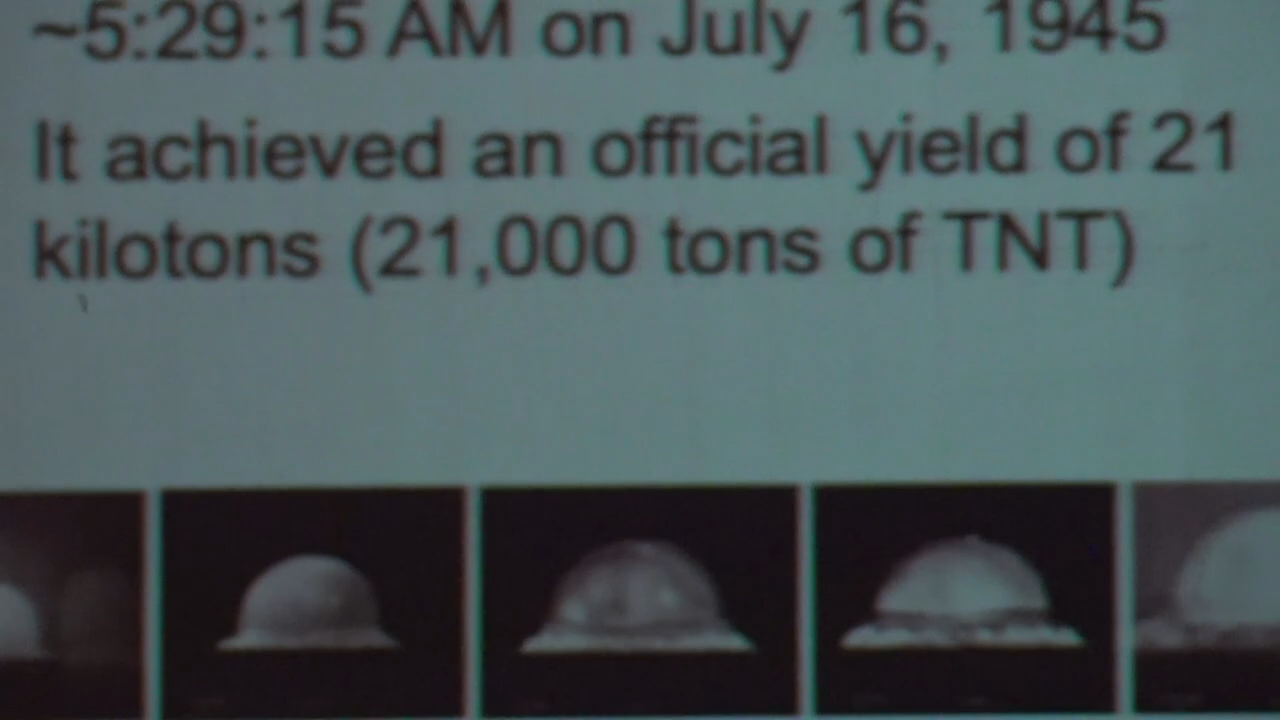 ~5:29:15 AM on July 16, 1945
It achieved an official yield of 21
kilotons (21,000 tons of TNT)